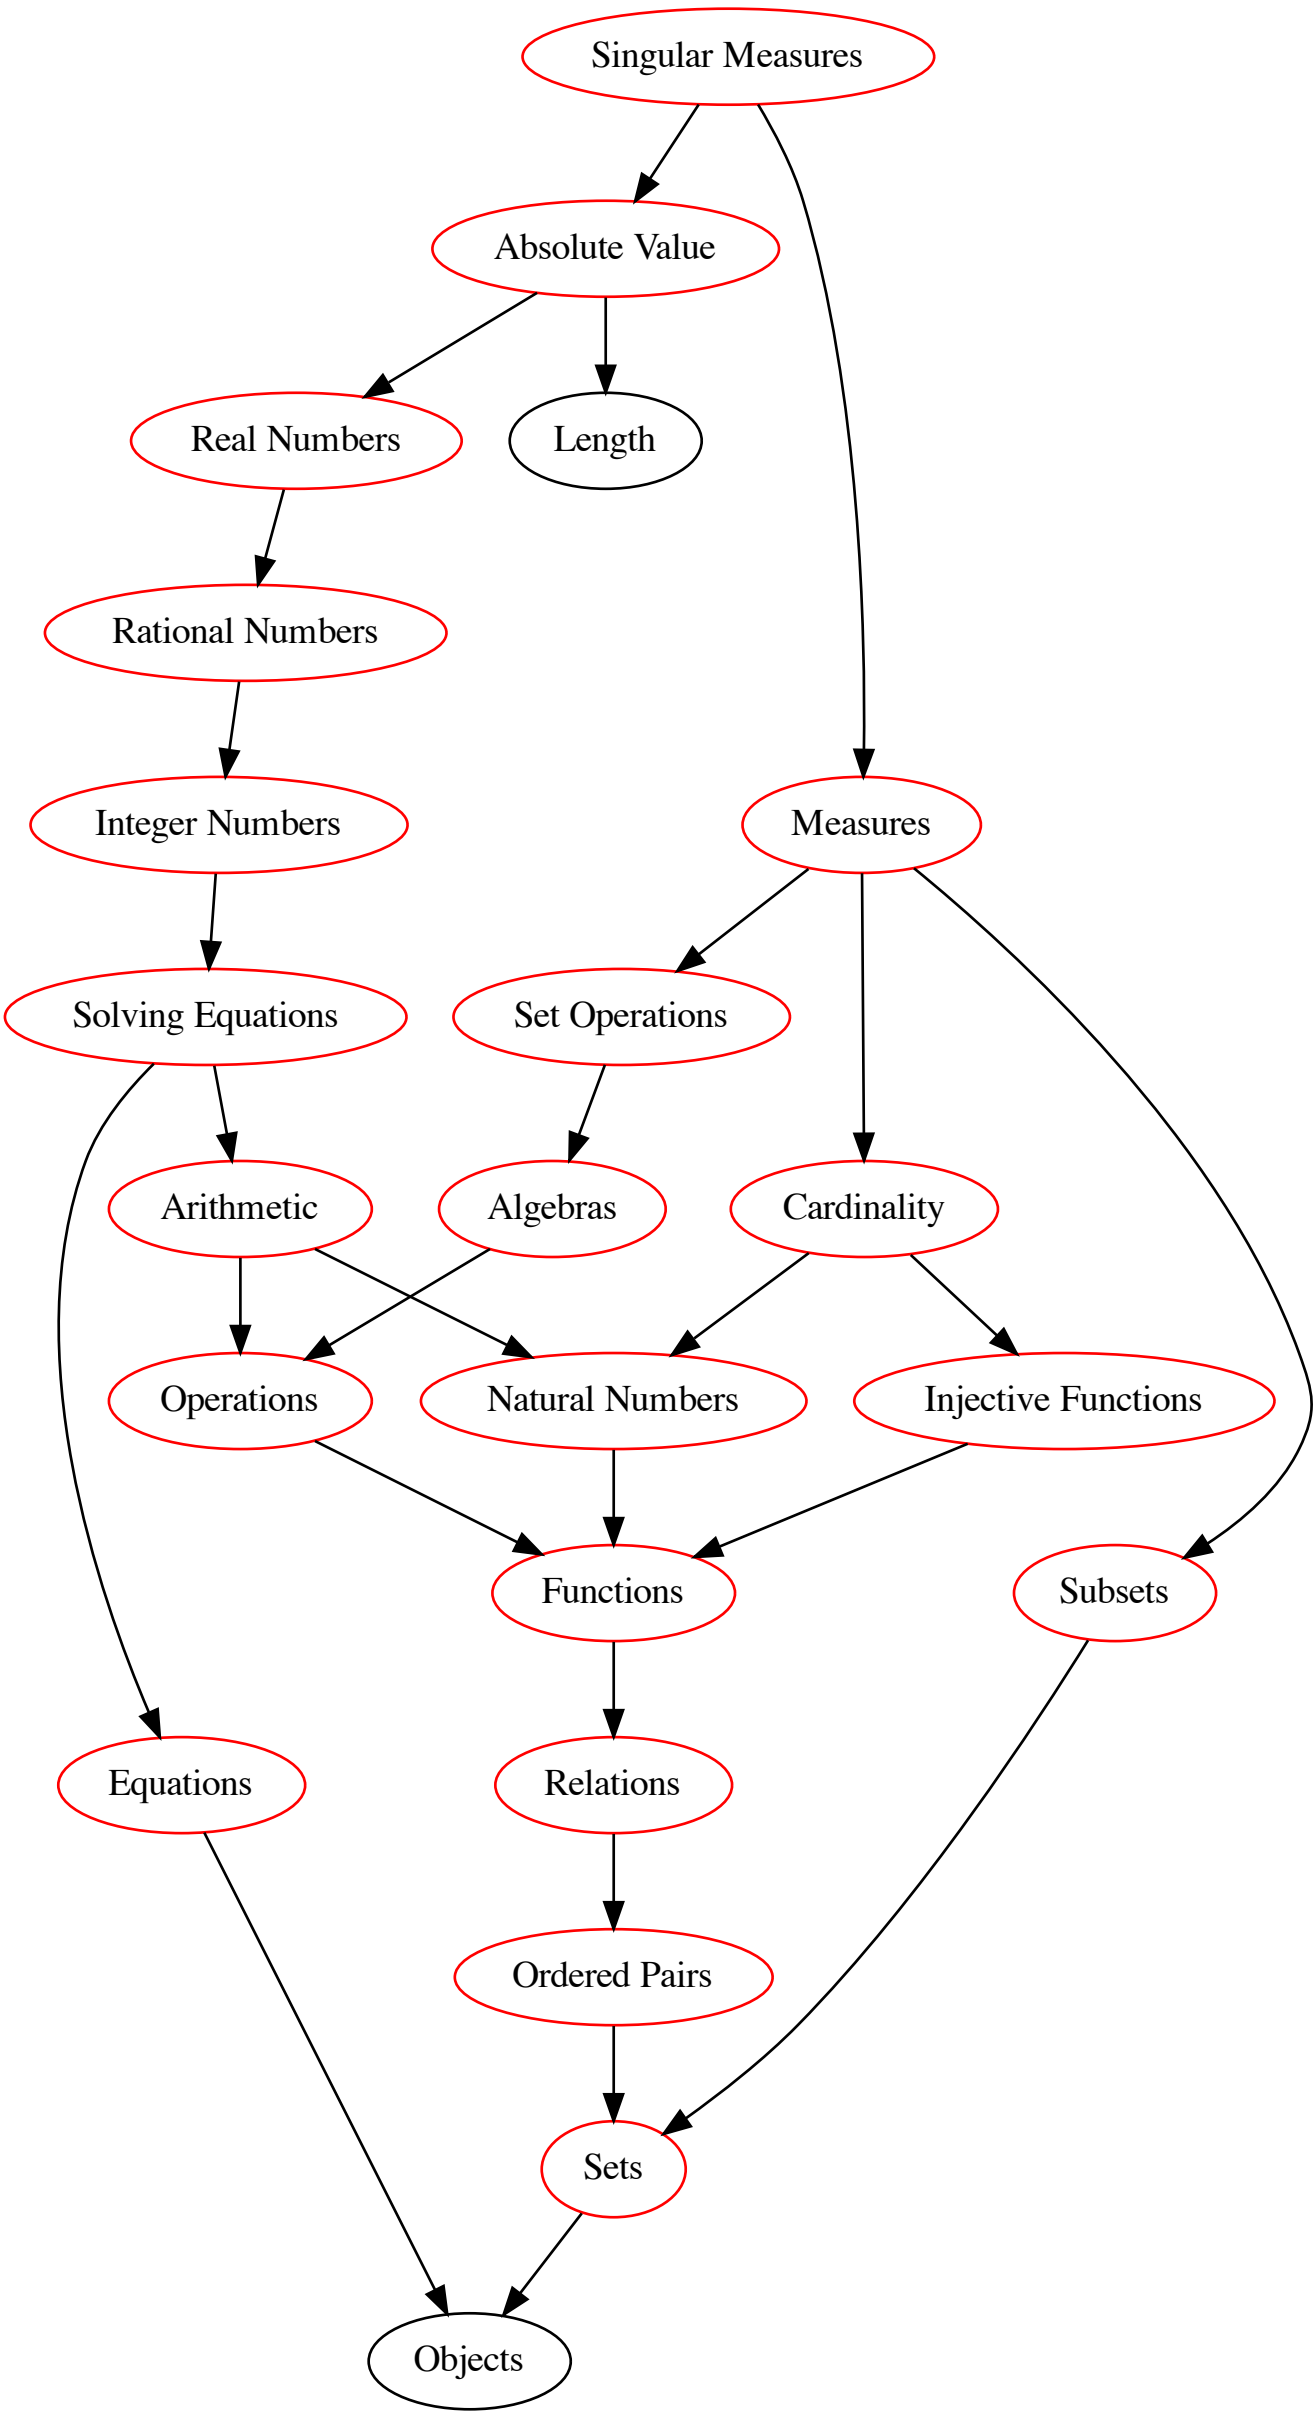 Singular Measures
Absolute Value
Real Numbers
Length
Rational Numbers
Integer Numbers
Measures
Solving Equations
Set Operations
Arithmetic
Algebras
Cardinality
Operations
Natural Numbers
Injective Functions
Functions
Subsets
Equations
Relations
Ordered Pairs
Sets
Objects